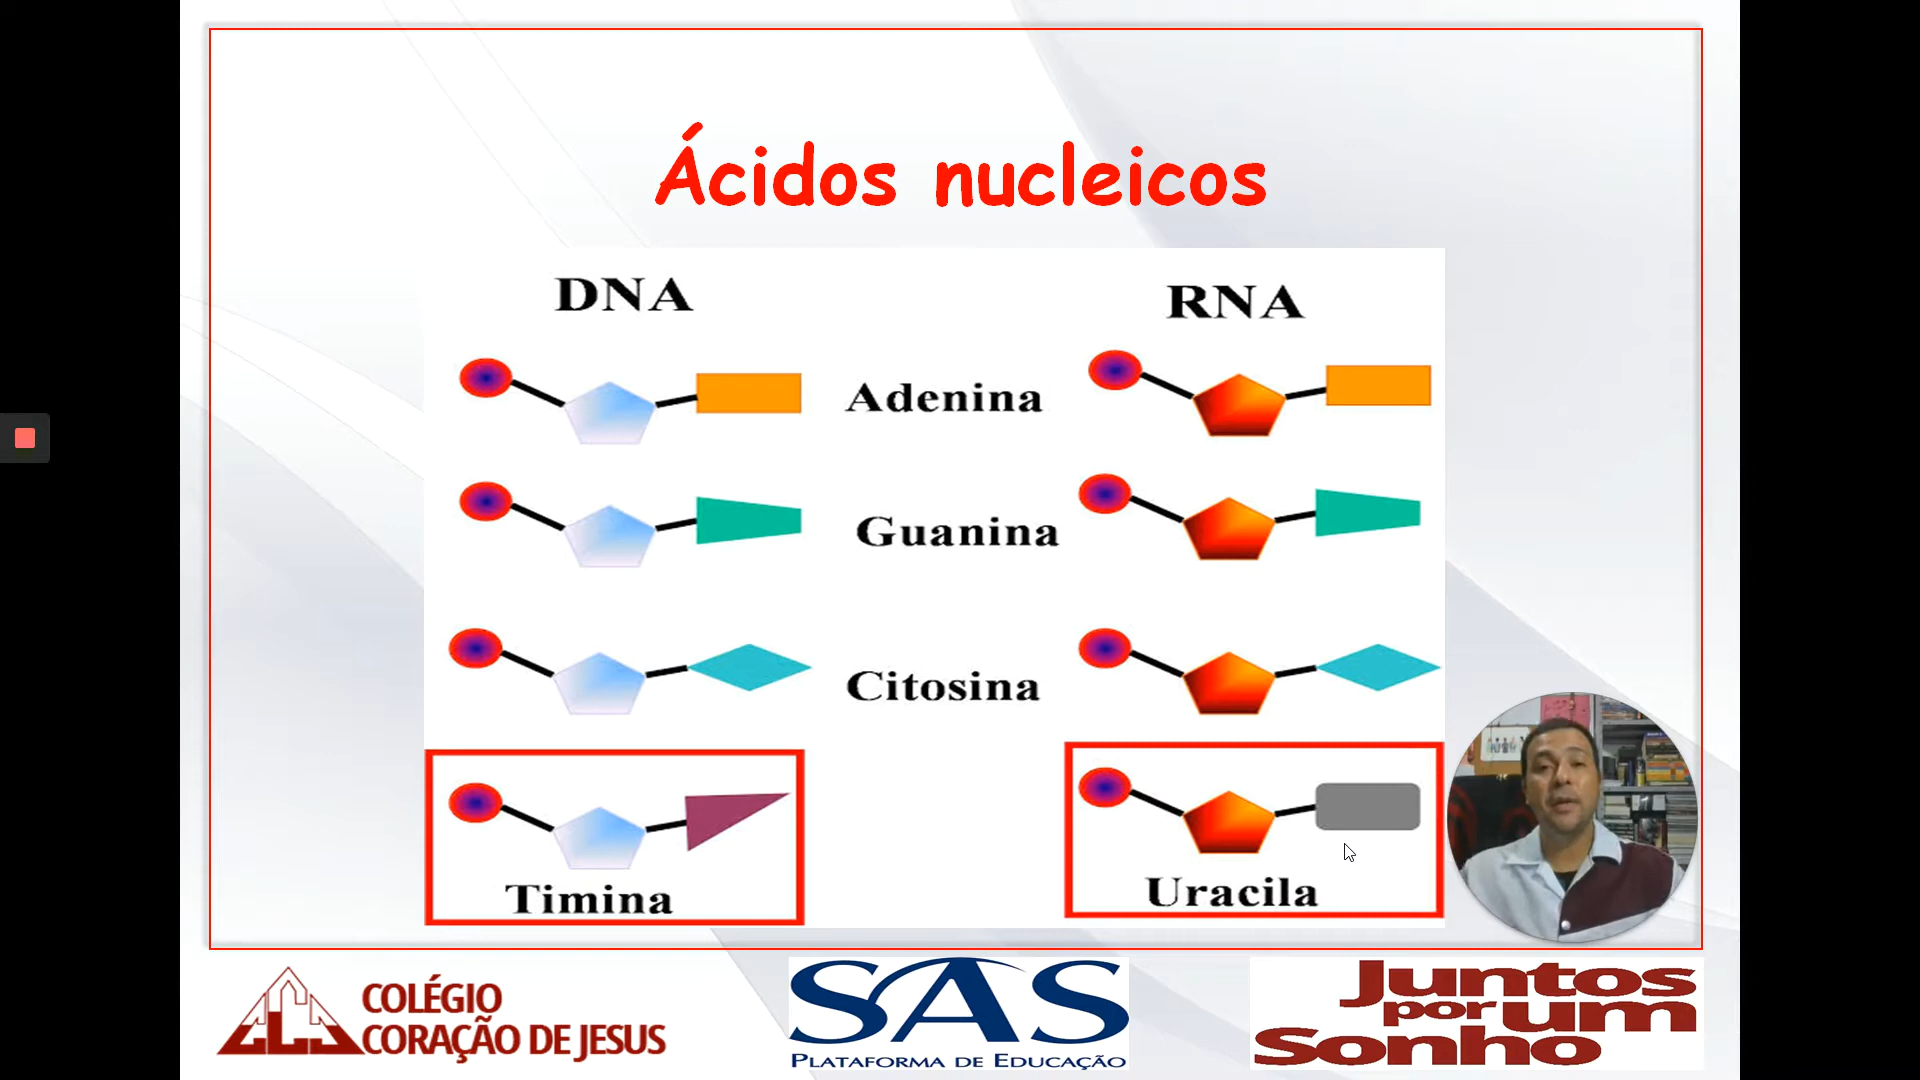 Ácidos nucleicos
DNA
RNA
Adenina
Guanina
Citosina
Timina
Uracila
COLÉGIO
CORAÇÃO DE JESUS
SAS
PLATAFORMA DE EDUCAÇÃO
Juntos
por um
Sonho